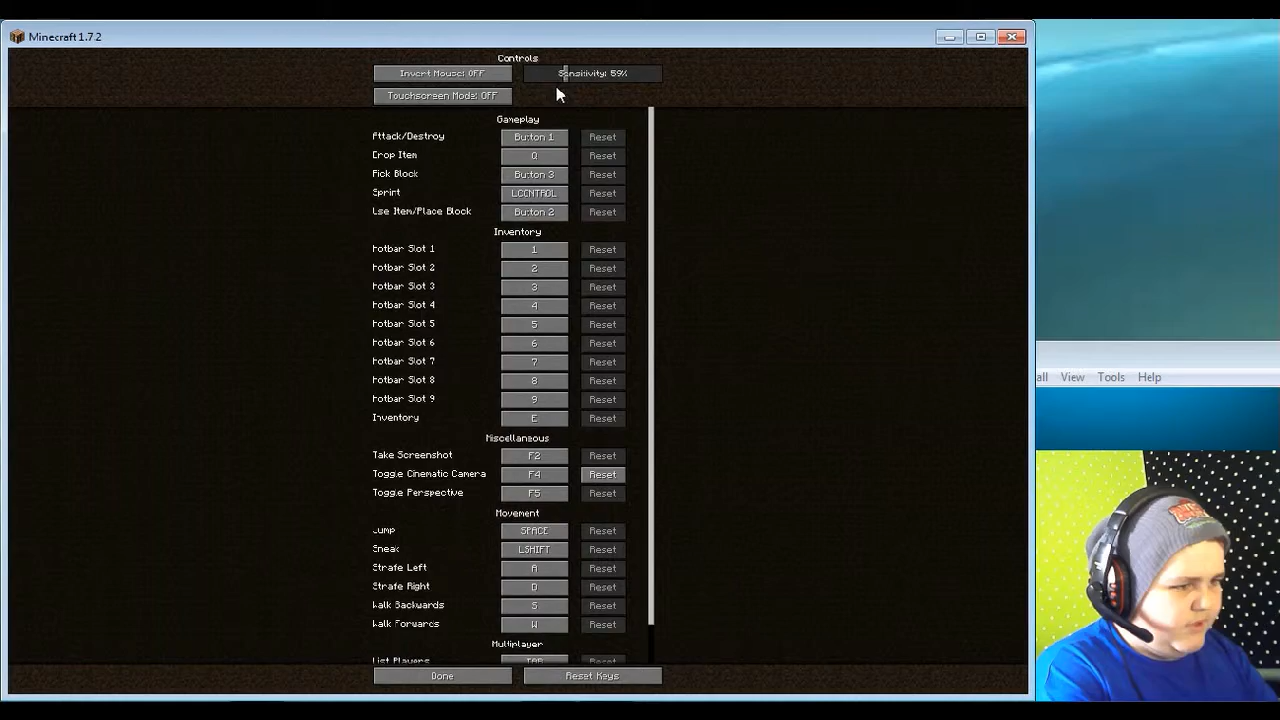 Minecraft 1.7.2
Controls
Invert Mouse: OFF Sensitivity: 59%
Touchscreen Mode: OFF
Gameplay
Attack/Destroy Button 1 Reset
Drop Item Q Reset
Pick Block Button 3 Reset
Sprint LCONTROL Reset
Use Item/Place Block Button 2 Reset
Inventory
Hotbar Slot 1 1 Reset
Hotbar Slot 2 2 Reset
Hotbar Slot 3 3 Reset
Hotbar Slot 4 4 Reset
Hotbar Slot 5 5 Reset
Hotbar Slot 6 6 Reset
Hotbar Slot 7 7 Reset
Hotbar Slot 8 8 Reset
Hotbar Slot 9 9 Reset
Inventory E Reset
Miscellaneous
Take Screenshot F2 Reset
Toggle Cinematic Camera F4 Reset
Toggle Perspective F5 Reset
Movement
Jump SPACE Reset
Sneak LSHIFT Reset
Strafe Left A Reset
Strafe Right D Reset
Walk Backwards S Reset
Walk Forwards W Reset
Multiplayer
List Players TAB Reset
Done Reset Keys
all View Tools Help